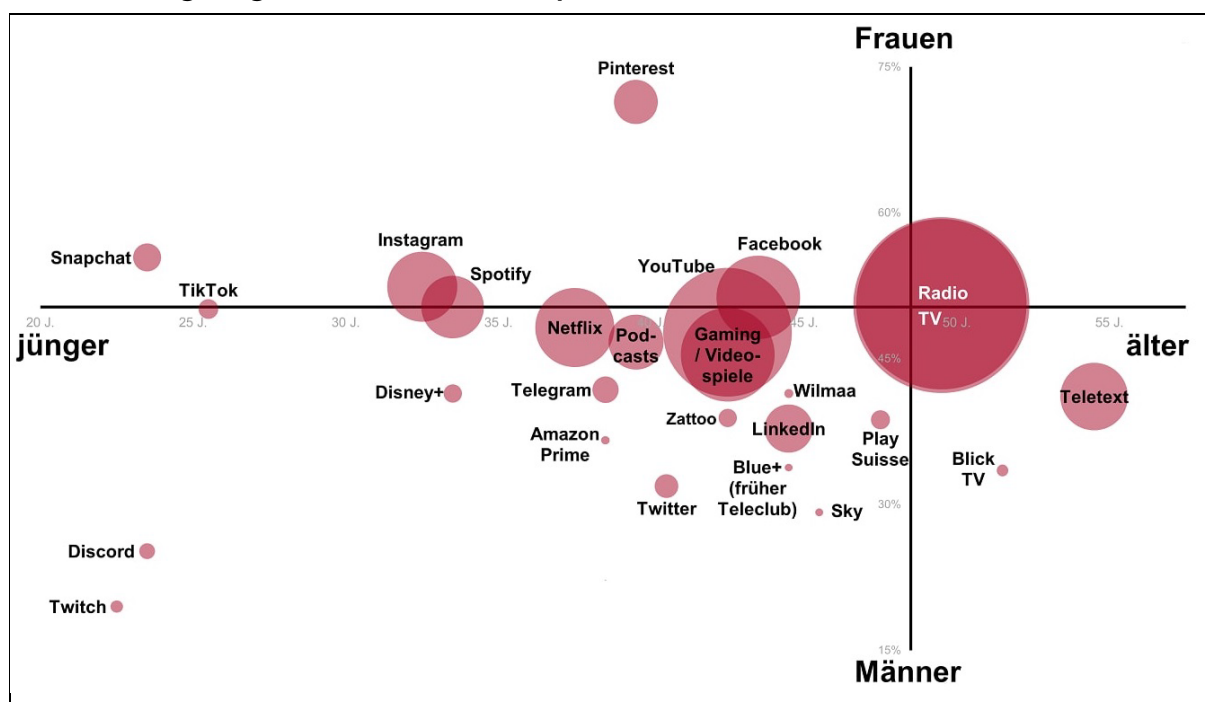 Frauen
75%
Pinterest
60%
Instagram
Facebook
Snapchat
YouTube
Spotify
TikTok
Radio
TV
20 J.
25 J.
30 J.
35 J.
45 J.
50 J.
55 J.
jünger
älter
Netflix
Pod-
casts
Gaming
/ Video-
spiele
45%
Disney+
Telegram
Wilmaa
Teletext
Zattoo
LinkedIn
Amazon
Prime
Play
Suisse
Blick
TV
Blue+
(früher
Teleclub)
Twitter
Sky
30%
Discord
Twitch
15%
Männer